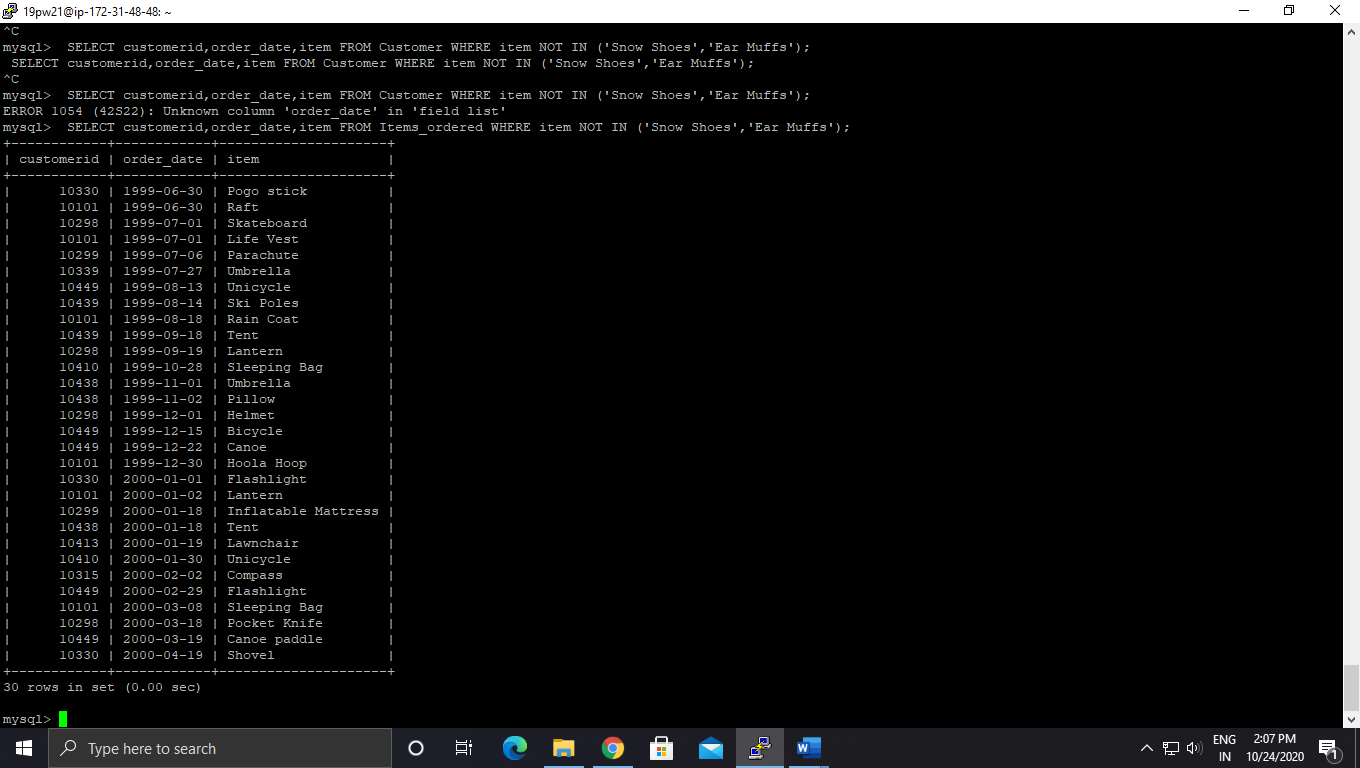 19pw21@ip-172-31-48-48: ~
^C
mysql>  SELECT customerid,order_date,item FROM Customer WHERE item NOT IN ('Snow Shoes','Ear Muffs');
 SELECT customerid,order_date,item FROM Customer WHERE item NOT IN ('Snow Shoes','Ear Muffs');
^C
mysql>  SELECT customerid,order_date,item FROM Customer WHERE item NOT IN ('Snow Shoes','Ear Muffs');
ERROR 1054 (42S22): Unknown column 'order_date' in 'field list'
mysql>  SELECT customerid,order_date,item FROM Items_ordered WHERE item NOT IN ('Snow Shoes','Ear Muffs');
+------------+------------+---------------------+
| customerid | order_date | item                |
+------------+------------+---------------------+
|      10330 | 1999-06-30 | Pogo stick          |
|      10101 | 1999-06-30 | Raft                |
|      10298 | 1999-07-01 | Skateboard          |
|      10101 | 1999-07-01 | Life Vest           |
|      10299 | 1999-07-06 | Parachute           |
|      10339 | 1999-07-27 | Umbrella            |
|      10449 | 1999-08-13 | Unicycle            |
|      10439 | 1999-08-14 | Ski Poles           |
|      10101 | 1999-08-18 | Rain Coat           |
|      10439 | 1999-09-18 | Tent                |
|      10298 | 1999-09-19 | Lantern             |
|      10410 | 1999-10-28 | Sleeping Bag        |
|      10438 | 1999-11-01 | Umbrella            |
|      10438 | 1999-11-02 | Pillow              |
|      10298 | 1999-12-01 | Helmet              |
|      10449 | 1999-12-15 | Bicycle             |
|      10449 | 1999-12-22 | Canoe               |
|      10101 | 1999-12-30 | Hoola Hoop          |
|      10330 | 2000-01-01 | Flashlight          |
|      10101 | 2000-01-02 | Lantern             |
|      10299 | 2000-01-18 | Inflatable Mattress |
|      10438 | 2000-01-18 | Tent                |
|      10413 | 2000-01-19 | Lawnchair           |
|      10410 | 2000-01-30 | Unicycle            |
|      10315 | 2000-02-02 | Compass             |
|      10449 | 2000-02-29 | Flashlight          |
|      10101 | 2000-03-08 | Sleeping Bag        |
|      10298 | 2000-03-18 | Pocket Knife        |
|      10449 | 2000-03-19 | Canoe paddle        |
|      10330 | 2000-04-19 | Shovel              |
+------------+------------+---------------------+
30 rows in set (0.00 sec)
mysql>
Type here to search
ENG
IN
2:07 PM
10/24/2020
1